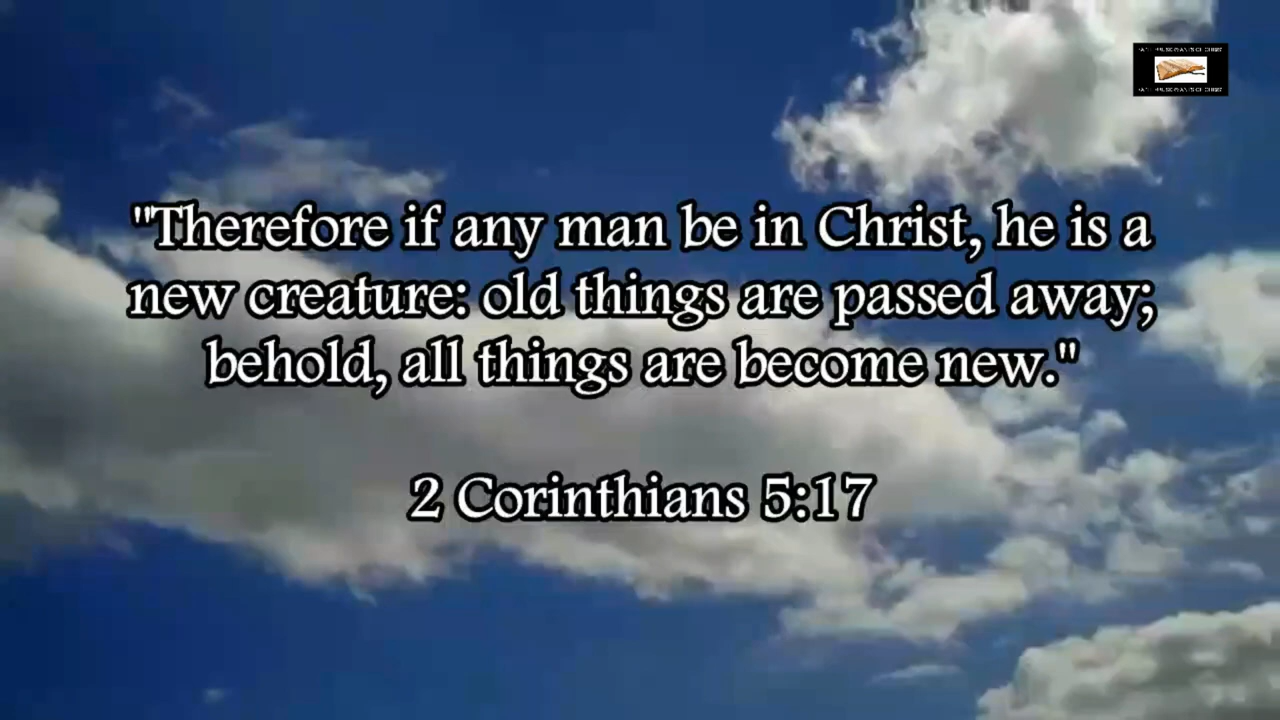 "Therefore if any man be in Christ, he is a
new creature: old things are passed away;
behold, all things are become new."
2 Corinthians 5:17